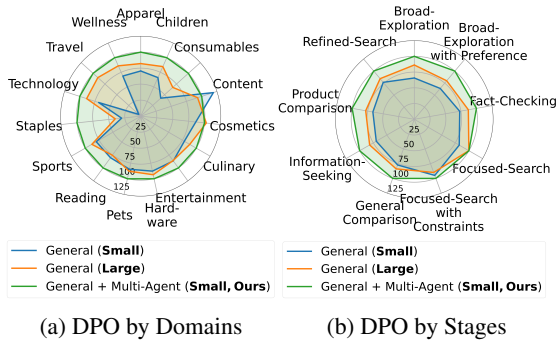 Apparel
Wellness
Children
Travel
Consumables
Technology
Content
Staples
Cosmetics
Sports
Culinary
Reading
Entertainment
Pets
Hard-
ware
25
50
75
100
125
General (Small)
General (Large)
General + Multi-Agent (Small, Ours)
(a) DPO by Domains
Broad-
Exploration
Refined-Search
Broad-
Exploration
with Preference
Product
Comparison
Fact-Checking
Information-
Seeking
Focused-Search
General
Comparison
Focused-Search
with
Constraints
25
50
75
100
125
General (Small)
General (Large)
General + Multi-Agent (Small, Ours)
(b) DPO by Stages